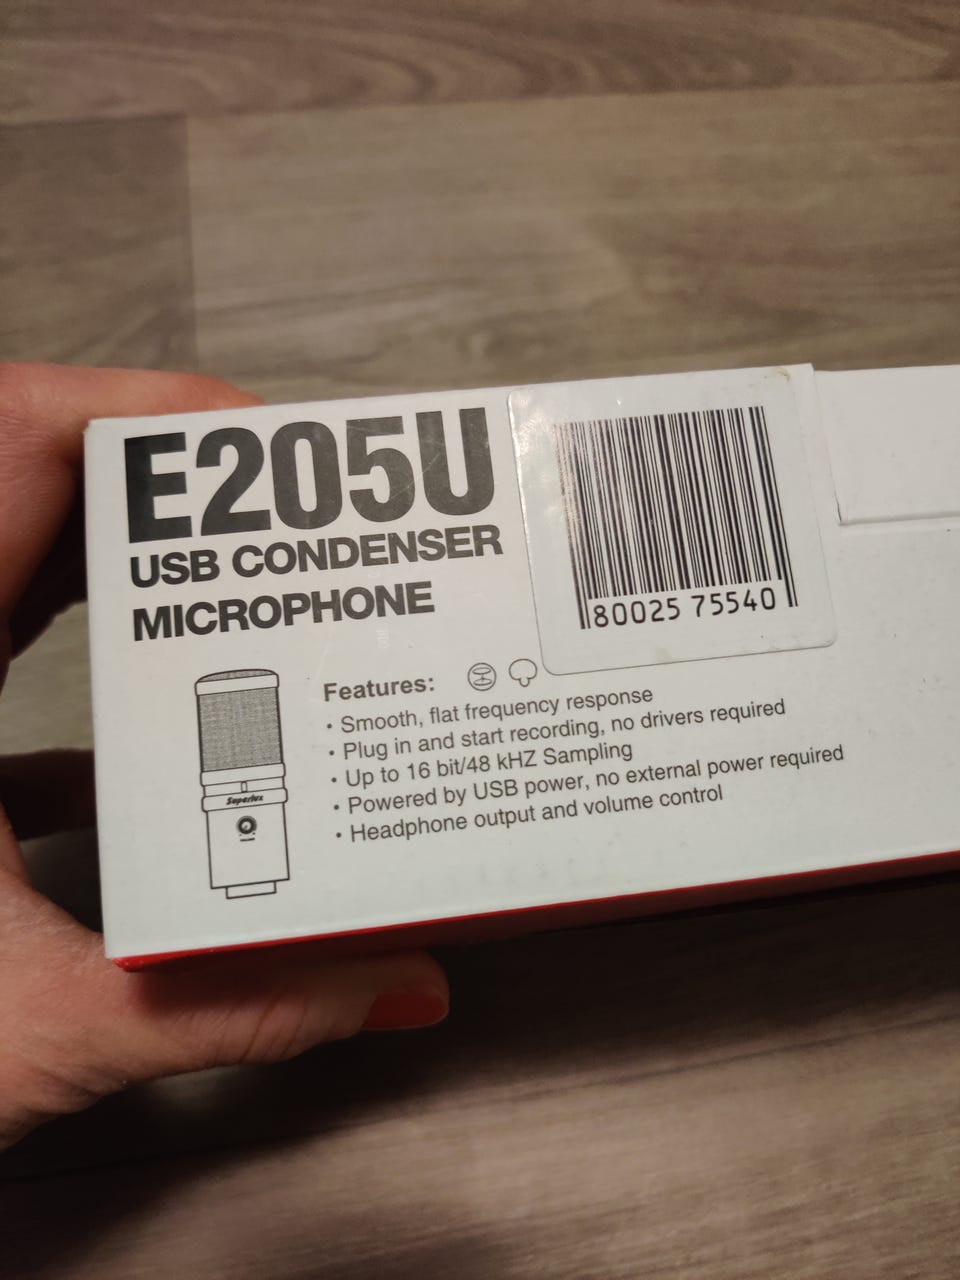 E205U
USB CONDENSER
MICROPHONE
80025 75540
Features:
• Smooth, flat frequency response
• Plug in and start recording, no drivers required
• Up to 16 bit/48 kHZ Sampling
• Powered by USB power, no external power required
• Headphone output and volume control
Superlux